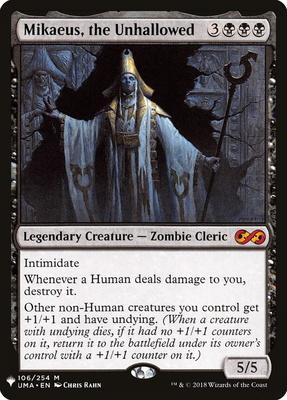 Mikaeus, the Unhallowed 3
Legendary Creature — Zombie Cleric
Intimidate
Whenever a Human deals damage to you,
destroy it.
Other non-Human creatures you control get
+1/+1 and have undying. (When a creature
with undying dies, if it had no +1/+1 counters
on it, return it to the battlefield under its owner's
control with a +1/+1 counter on it.)
5/5
106/254 M
UMA • EN Chris Rahn
™ & © 2018 Wizards of the Coast